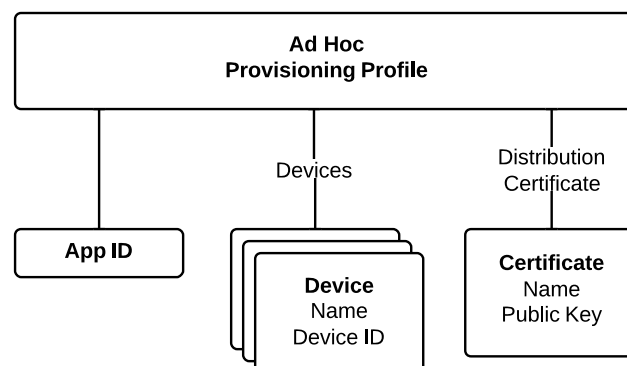 Ad Hoc
Provisioning Profile
Devices
Distribution
Certificate
App ID
Device
Name
Device ID
Certificate
Name
Public Key